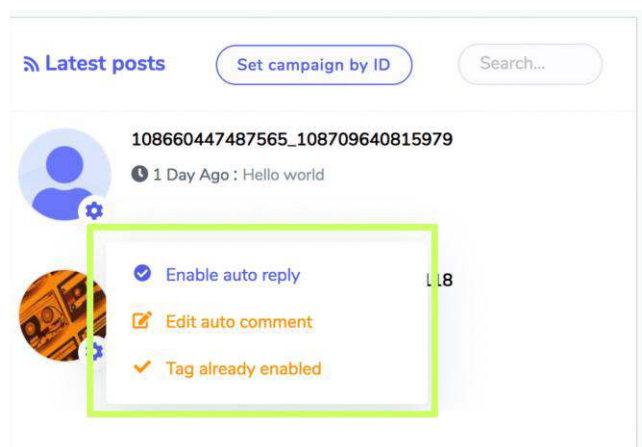 Latest posts
Set campaign by ID
Search...
108660447487565_108709640815979
1 Day Ago : Hello world
Enable auto reply
118
Edit auto comment
Tag already enabled